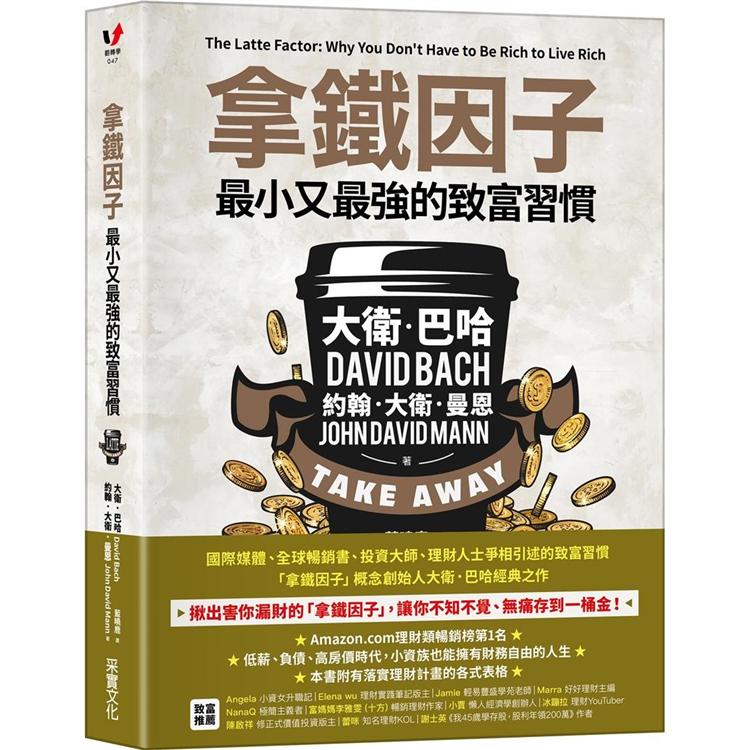 翻轉學
047
拿鐵因子
最小又最強的致富習慣
大衛・巴哈 David Bach
約翰・大衛・曼恩 John David Mann 著
藍曉鹿 譯
采實文化
The Latte Factor: Why You Don't Have to Be Rich to Live Rich
拿鐵因子
最小又最強的致富習慣
大衛・巴哈
DAVID BACH
約翰・大衛・曼恩
JOHN DAVID MANN
著
TAKE AWAY
國際媒體、全球暢銷書、投資大師、理財人士爭相引述的致富習慣
「拿鐵因子」概念創始人大衛・巴哈經典之作
揪出害你漏財的「拿鐵因子」，讓你不知不覺、無痛存到一桶金！
★ Amazon.com理財類暢銷榜第1名 ★
★ 低薪、負債、高房價時代，小資族也能擁有財務自由的人生 ★
★ 本書附有落實理財計畫的各式表格 ★
致富推薦
Angela 小資女升職記｜Elena wu 理財實踐筆記版主｜Jamie 輕易豐盛學苑老師｜Marra 好好理財主編
NanaQ 極簡主義者｜富媽媽李雅雯（十方）暢銷理財作家｜小賈 懶人經濟學創辦人｜冰蹦拉 理財YouTuber
陳啟祥 修正式價值投資版主｜蕾咪 知名理財KOL｜謝士英《我45歲學存股，股利年領200萬》作者